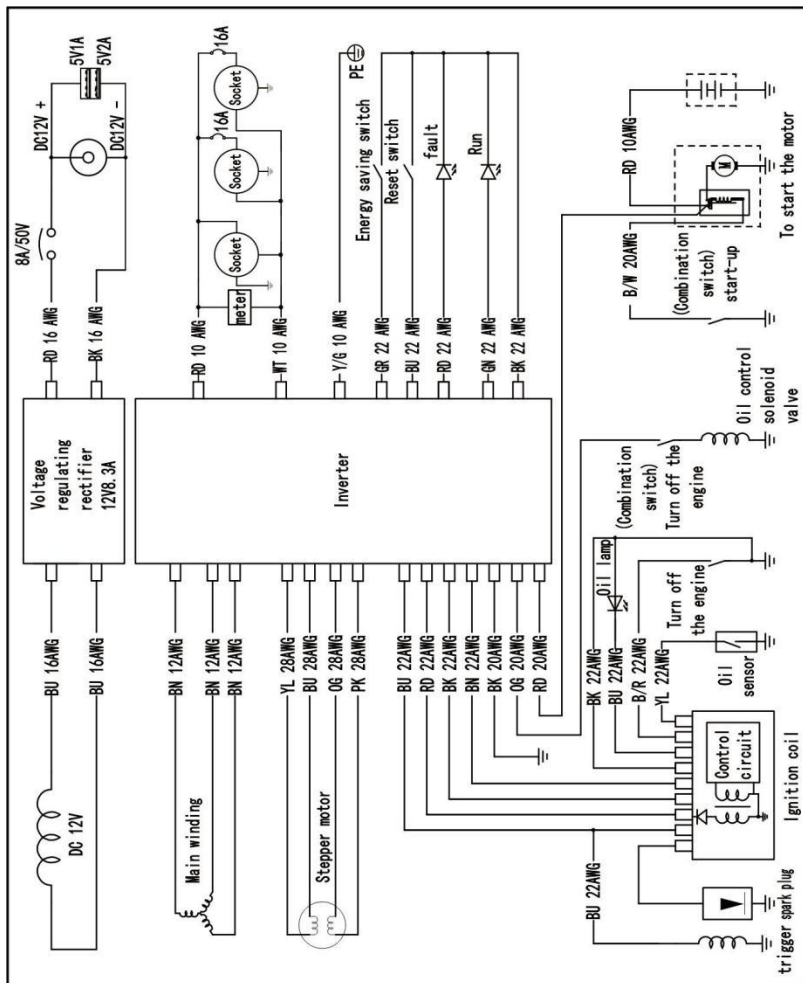 5V1A
5V2A
DC12V +
DC12V -
8A/50V
RD 16 AWG
BK 16 AWG
Voltage
regulating
rectifier
12V8.3A
BU 16AWG
BU 16AWG
DC 12V
16A
Socket
16A
Socket
Socket
meter
RD 10 AWG
WT 10 AWG
PE
Y/G 10 AWG
Energy saving switch
Reset switch
fault
Run
GR 22 AWG
BU 22 AWG
RD 22 AWG
GN 22 AWG
BK 22 AWG
Inverter
BN 12AWG
BN 12AWG
BN 12AWG
Main winding
YL 28AWG
BU 28AWG
OG 28AWG
PK 28AWG
Stepper motor
BU 22AWG
RD 22AWG
BK 22AWG
BN 22AWG
BK 20AWG
OG 20AWG
RD 20AWG
RD 10AWG
M
To start the motor
B/W 20AWG
(Combination
switch)
start-up
Oil control
solenoid
valve
(Combination
switch)
Turn off the
engine
Oil lamp
Turn off
the engine
BK 22AWG
BU 22AWG
B/R 22AWG
YL 22AWG
Oil
sensor
Control
circuit
Ignition coil
BU 22AWG
spark plug
trigger